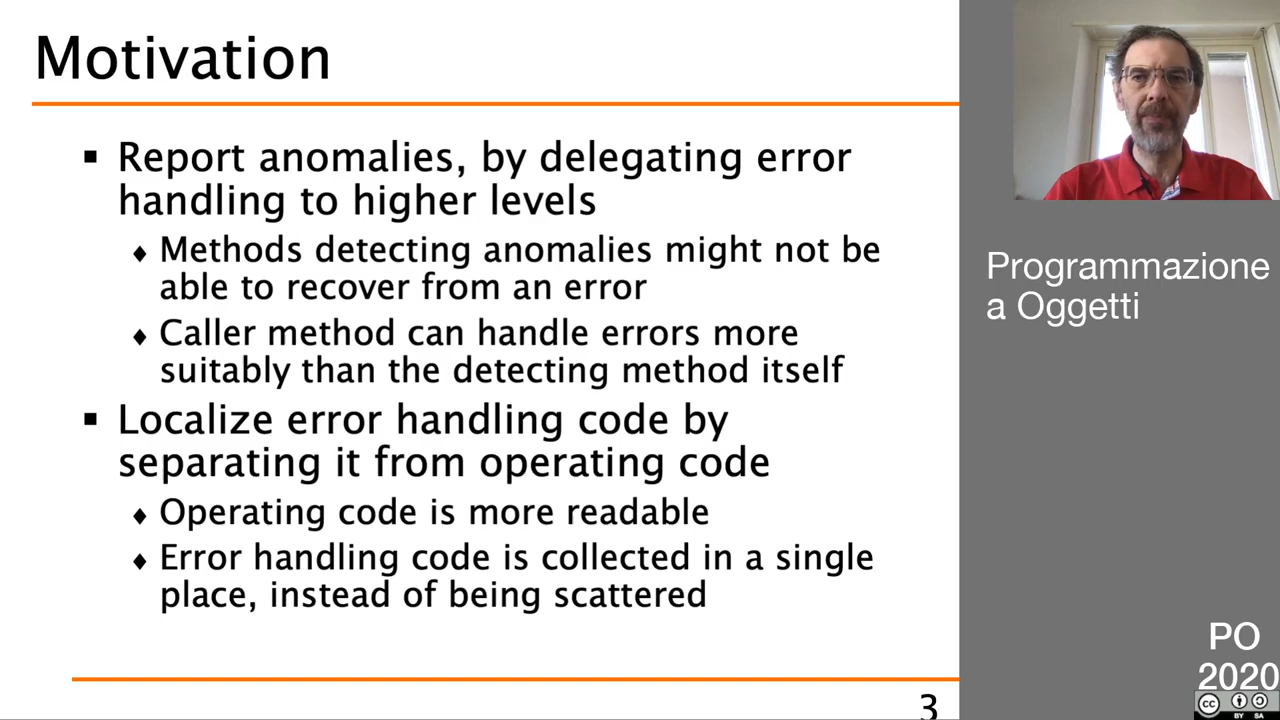 Motivation
▪ Report anomalies, by delegating error
handling to higher levels
♦ Methods detecting anomalies might not be
able to recover from an error
♦ Caller method can handle errors more
suitably than the detecting method itself
▪ Localize error handling code by
separating it from operating code
♦ Operating code is more readable
♦ Error handling code is collected in a single
place, instead of being scattered
3
Programmazione
a Oggetti
PO
2020
CC BY SA